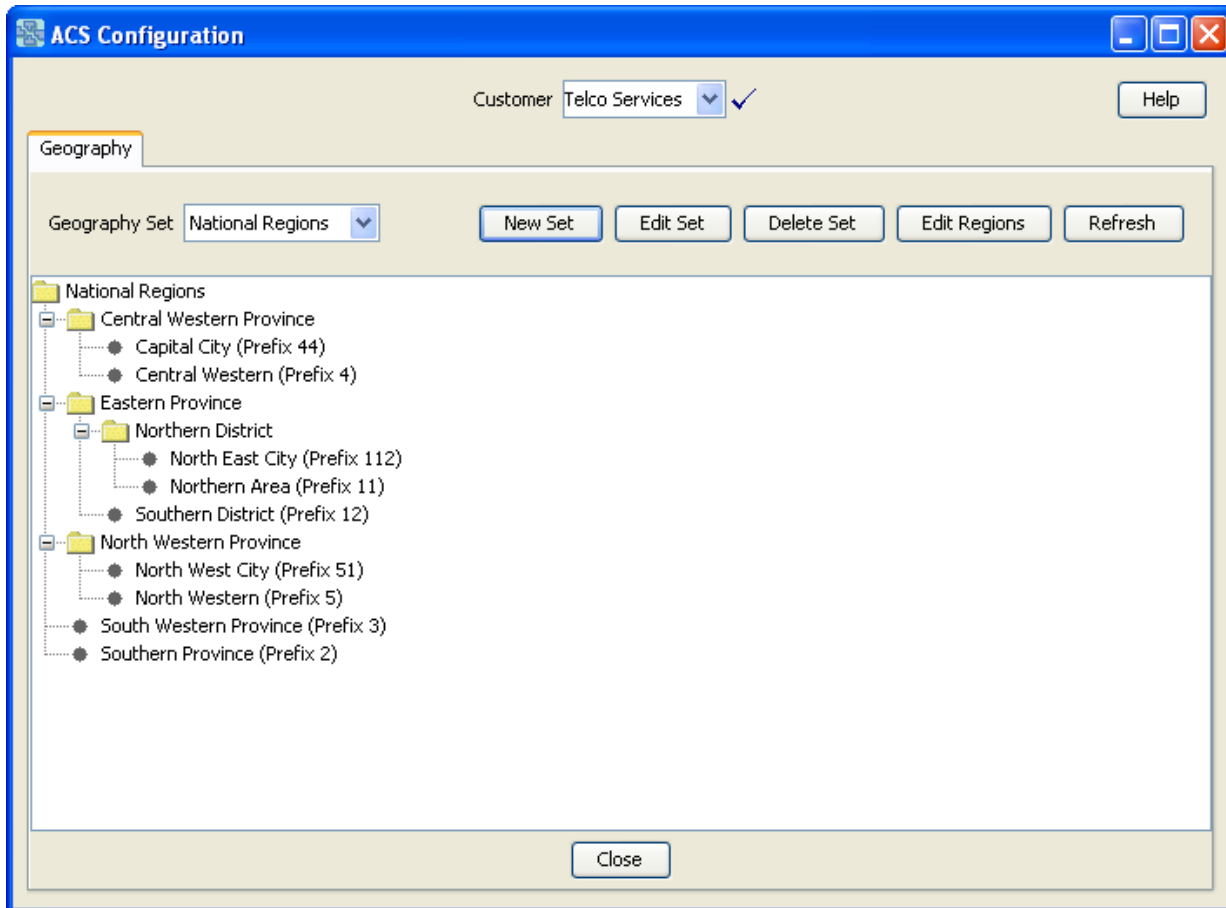 ACS Configuration
Customer Telco Services Help
Geography
Geography Set National Regions New Set Edit Set Delete Set Edit Regions Refresh
National Regions
Central Western Province
Capital City (Prefix 44)
Central Western (Prefix 4)
Eastern Province
Northern District
North East City (Prefix 112)
Northern Area (Prefix 11)
Southern District (Prefix 12)
North Western Province
North West City (Prefix 51)
North Western (Prefix 5)
South Western Province (Prefix 3)
Southern Province (Prefix 2)
Close